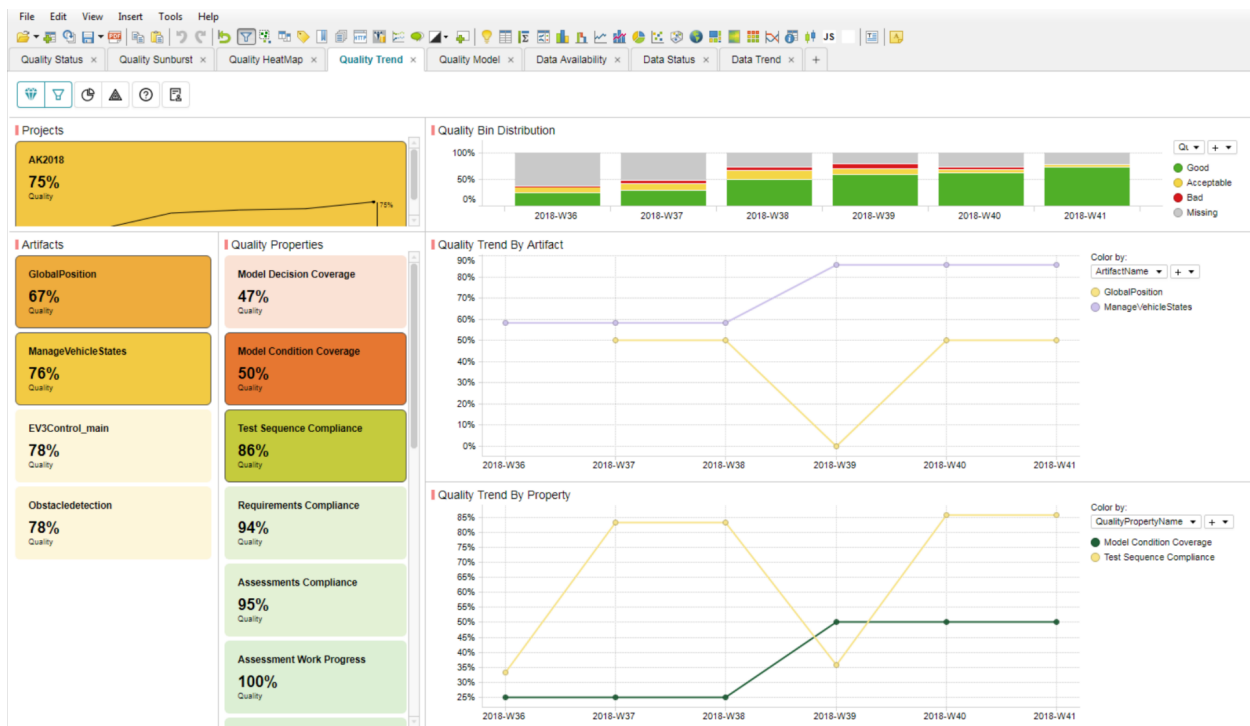 File Edit View Insert Tools Help
JS
Quality Status × Quality Sunburst × Quality HeatMap × Quality Trend × Quality Model × Data Availability × Data Status × Data Trend × +
Projects
AK2018
75%
Quality
75%
Quality Bin Distribution
100%
50%
0%
2018-W36 2018-W37 2018-W38 2018-W39 2018-W40 2018-W41
+
Good
Acceptable
Bad
Missing
Artifacts
GlobalPosition
67%
Quality
ManageVehicleStates
76%
Quality
EV3Control_main
78%
Quality
Obstacledetection
78%
Quality
Quality Properties
Model Decision Coverage
47%
Quality
Model Condition Coverage
50%
Quality
Test Sequence Compliance
86%
Quality
Requirements Compliance
94%
Quality
Assessments Compliance
95%
Quality
Assessment Work Progress
100%
Quality
Quality Trend By Artifact
90%
80%
70%
60%
50%
40%
30%
20%
10%
0%
2018-W36 2018-W37 2018-W38 2018-W39 2018-W40 2018-W41
Color by:
ArtifactName +
GlobalPosition
ManageVehicleStates
Quality Trend By Property
85%
80%
75%
70%
65%
60%
55%
50%
45%
40%
35%
30%
25%
2018-W36 2018-W37 2018-W38 2018-W39 2018-W40 2018-W41
Color by:
QualityPropertyName +
Model Condition Coverage
Test Sequence Compliance